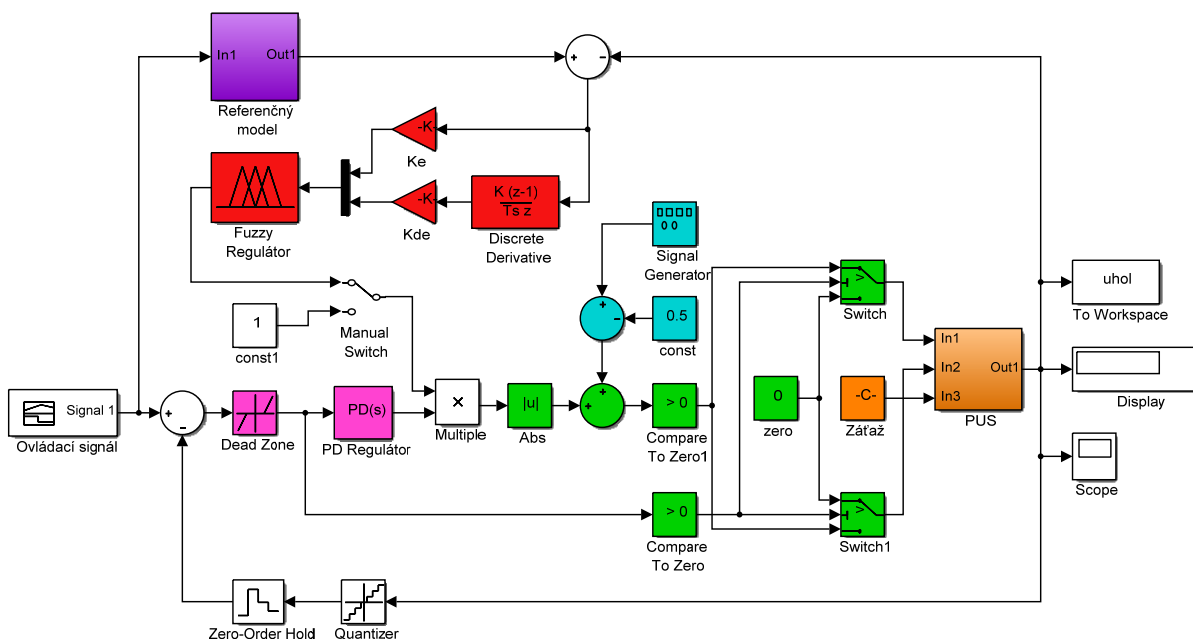 In1 Out1
Referenčný
model
+ -
-K
Ke
Fuzzy
Regulátor
-K
Kde
K (z-1)
Ts z
Discrete
Derivative
Signal
Generator
+
-
0.5
const
1
const1
Manual
Switch
>
Switch
uhol
To Workspace
In1
In2
In3
Out1
PUS
Display
Signal 1
Ovládací signál
+
-
Dead Zone
PD(s)
PD Regulátor
×
Multiple
|u|
Abs
+
+
> 0
Compare
To Zero1
0
zero
-C-
Záťaž
Scope
> 0
Compare
To Zero
>
Switch1
Zero-Order Hold
Quantizer